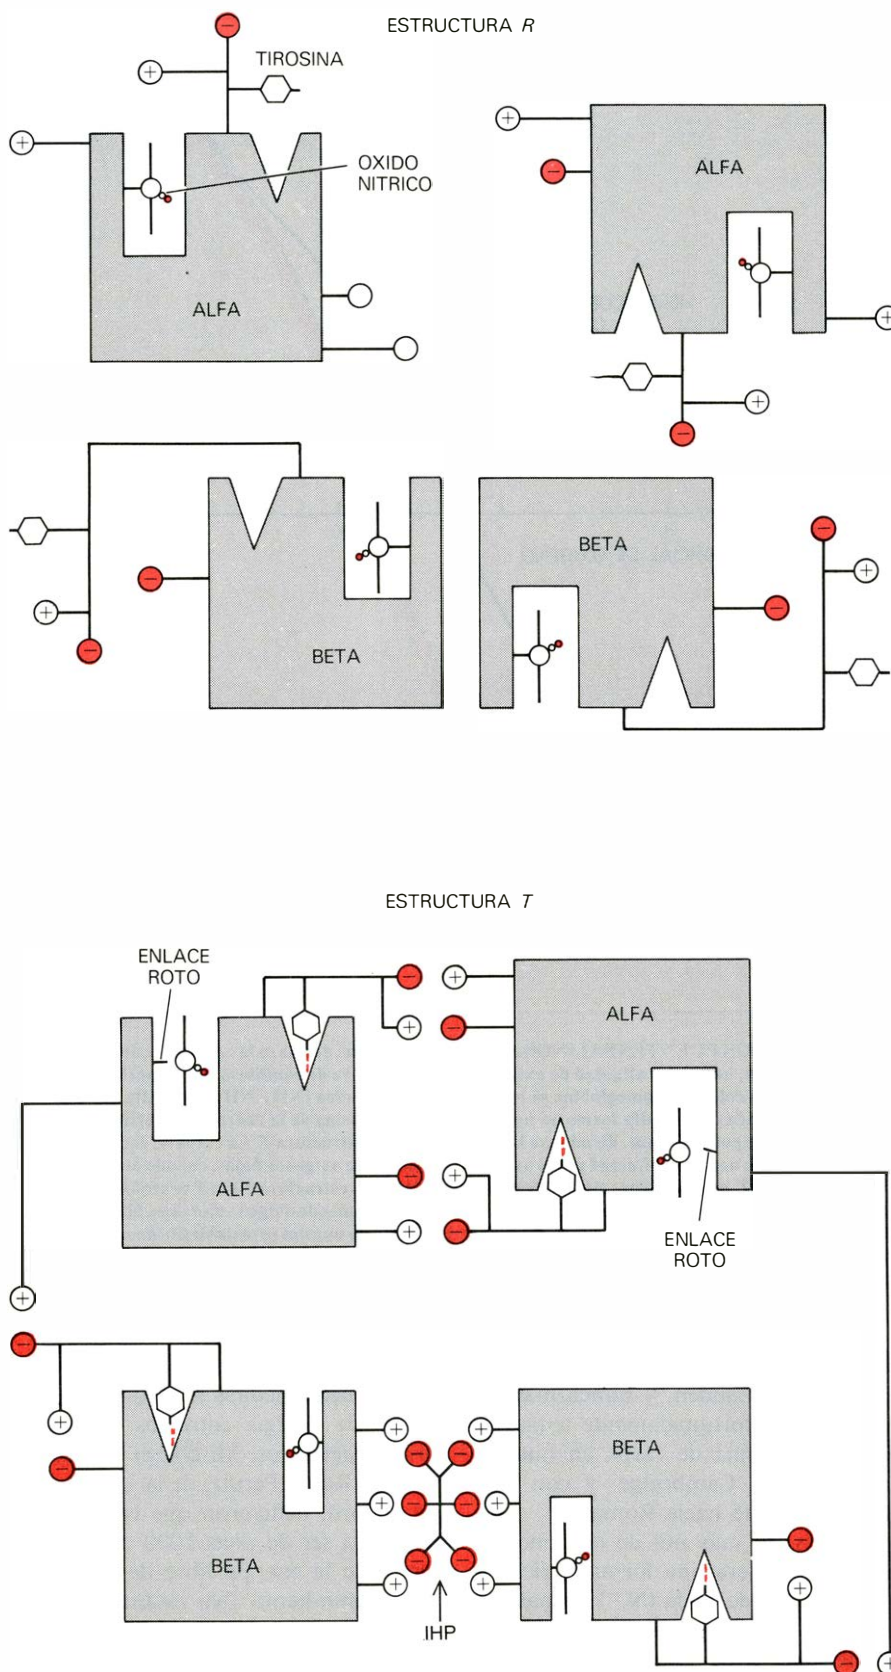 ESTRUCTURA R
TIROSINA
OXIDO
NITRICO
ALFA
ALFA
BETA
BETA
ESTRUCTURA T
ENLACE
ROTO
ALFA
ALFA
ENLACE
ROTO
BETA
BETA
IHP